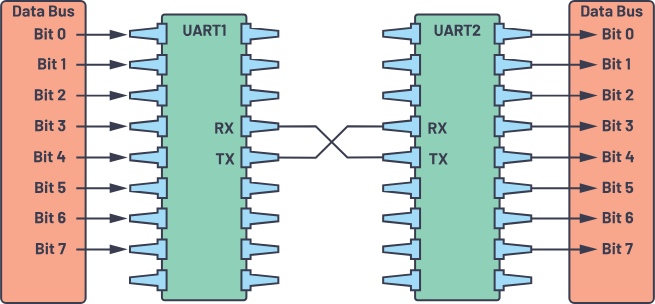 Data Bus
Bit 0
Bit 1
Bit 2
Bit 3
Bit 4
Bit 5
Bit 6
Bit 7
UART1
RX
TX
UART2
RX
TX
Data Bus
Bit 0
Bit 1
Bit 2
Bit 3
Bit 4
Bit 5
Bit 6
Bit 7